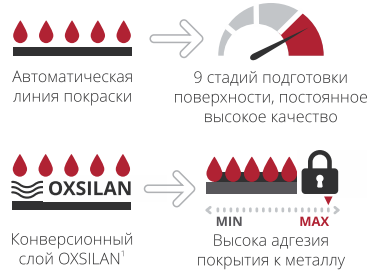 Автоматическая
линия покраски
9 стадий подготовки
поверхности, постоянное
высокое качество
OXSILAN
Конверсионный
слой OXSILAN¹
MIN MAX
Высока адгезия
покрытия к металлу